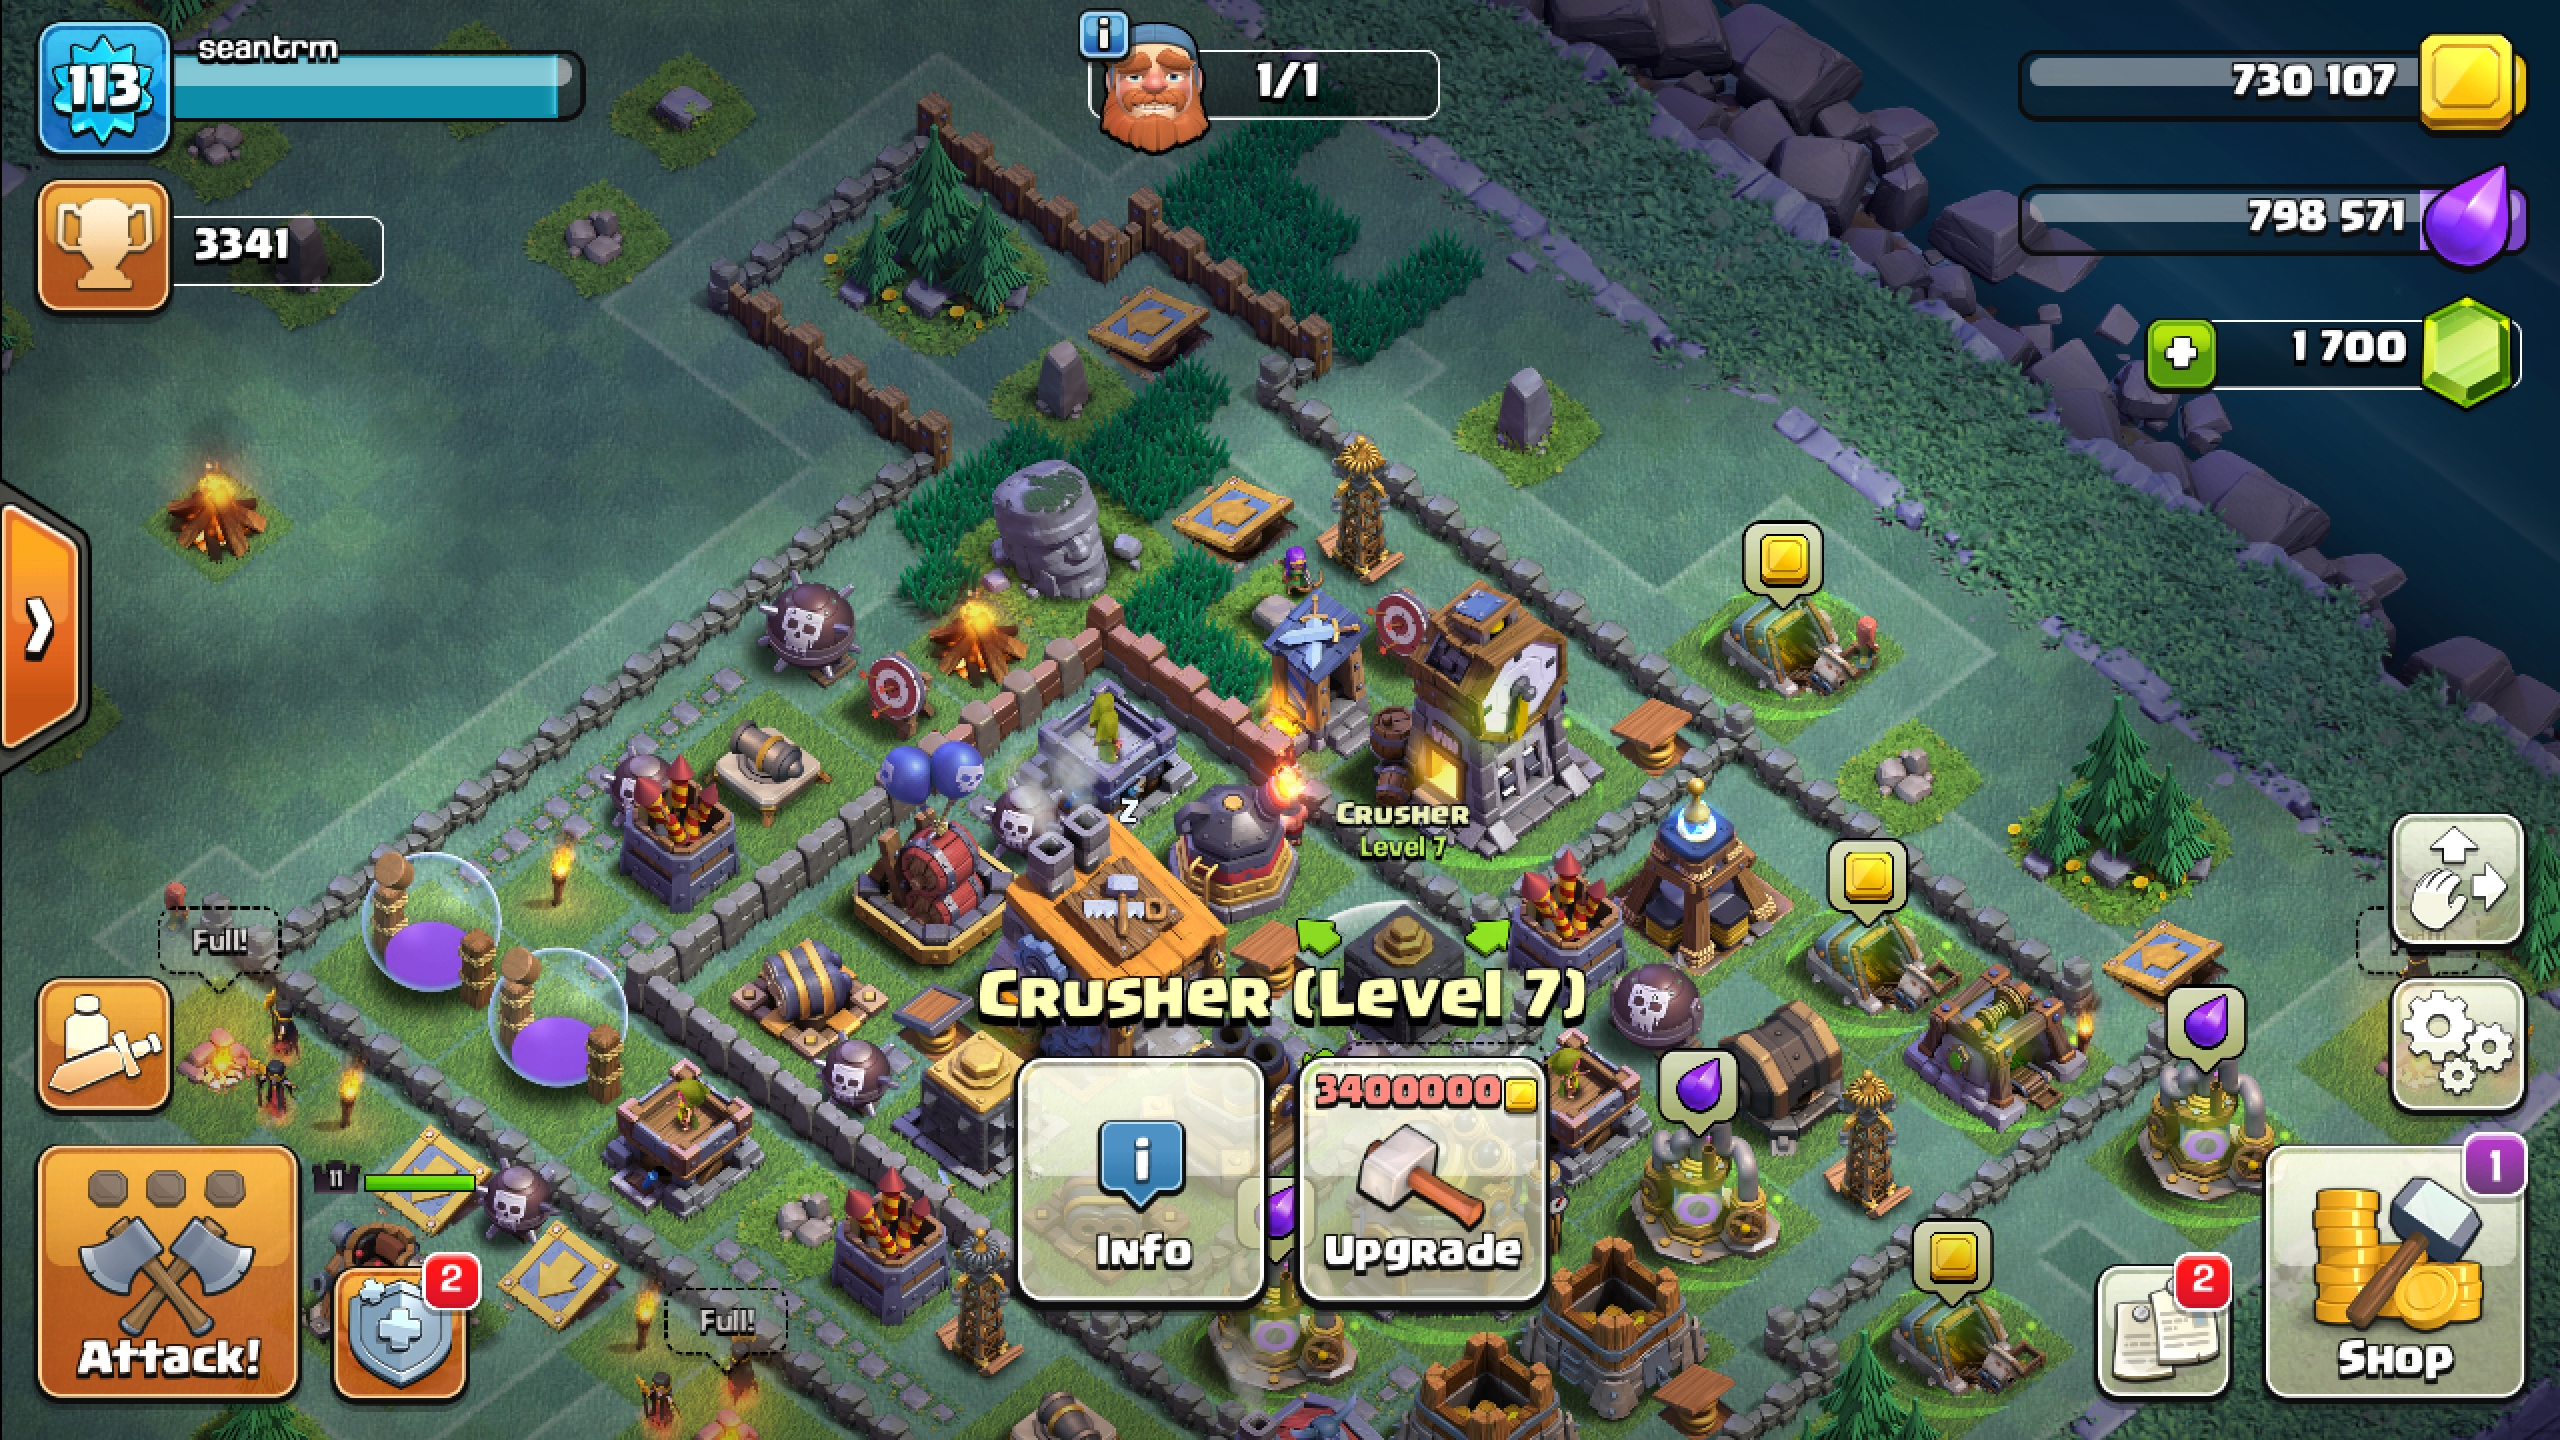 113
seantrm
1/1
730 107
3341
798 571
1 700
Z
Crusher
Level 7
Full!
Crusher (Level 7)
3400000
Info
Upgrade
11
1
2
Full!
2
Attack!
Shop